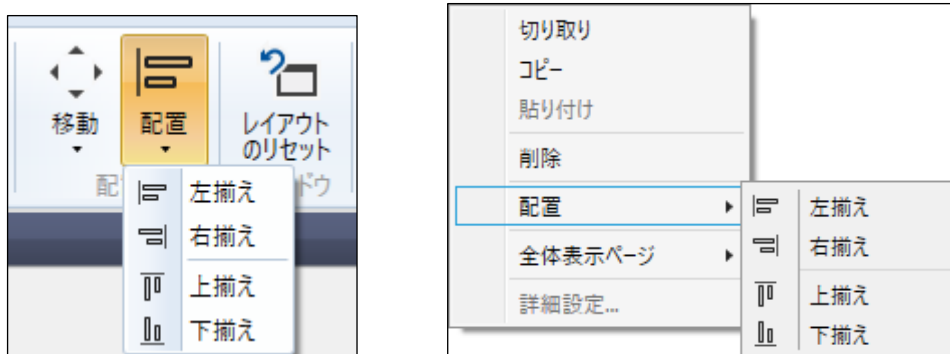 移動
配置
レイアウト
のリセット
配
ドウ
左揃え
右揃え
上揃え
下揃え
切り取り
コピー
貼り付け
削除
配置
全体表示ページ
詳細設定...
左揃え
右揃え
上揃え
下揃え